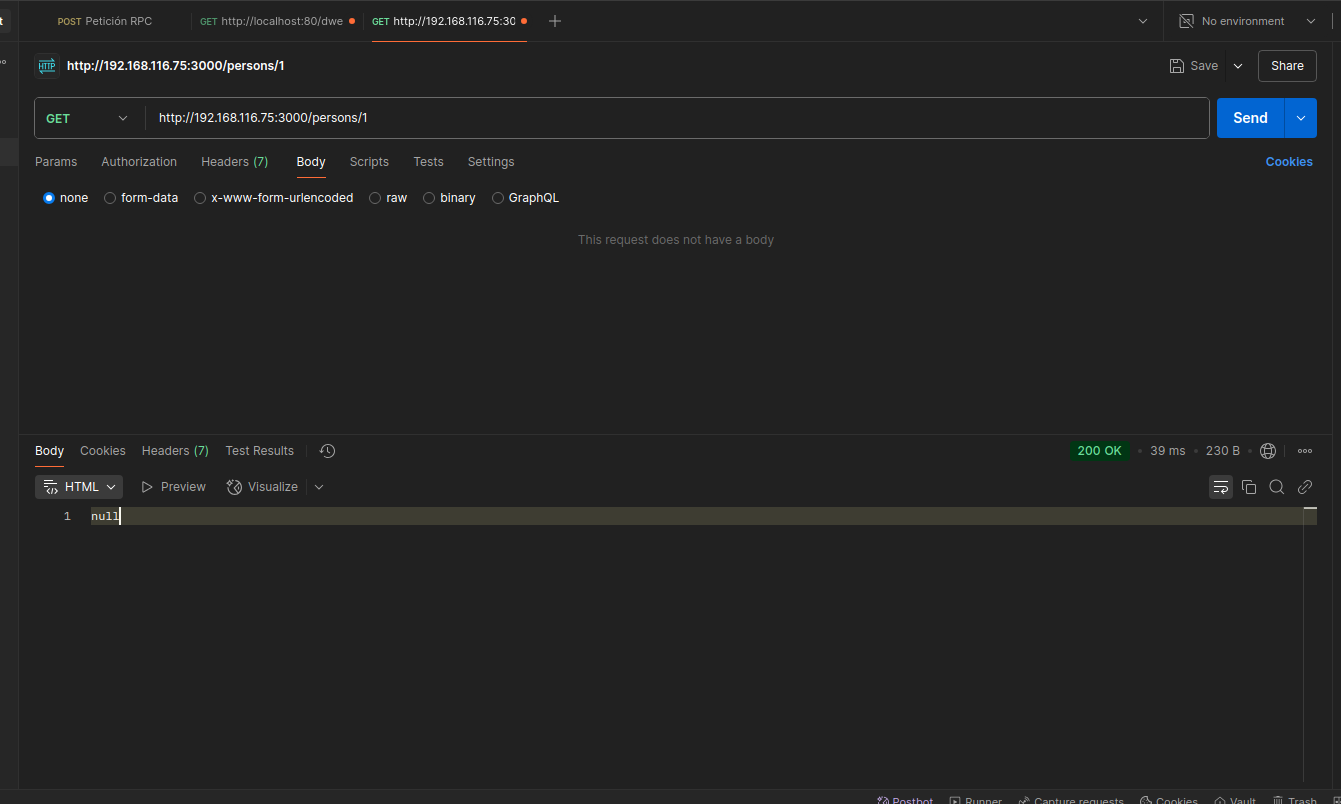 t POST Petición RPC GET http://localhost:80/dwe GET http://192.168.116.75:30 No environment
HTTP http://192.168.116.75:3000/persons/1 Save Share
GET http://192.168.116.75:3000/persons/1 Send
Params Authorization Headers (7) Body Scripts Tests Settings Cookies
none form-data x-www-form-urlencoded raw binary GraphQL
This request does not have a body
Body Cookies Headers (7) Test Results 200 OK • 39 ms • 230 B •
HTML Preview Visualize
1 null
Postbot Runner Capture requests Cookies Vault Trash